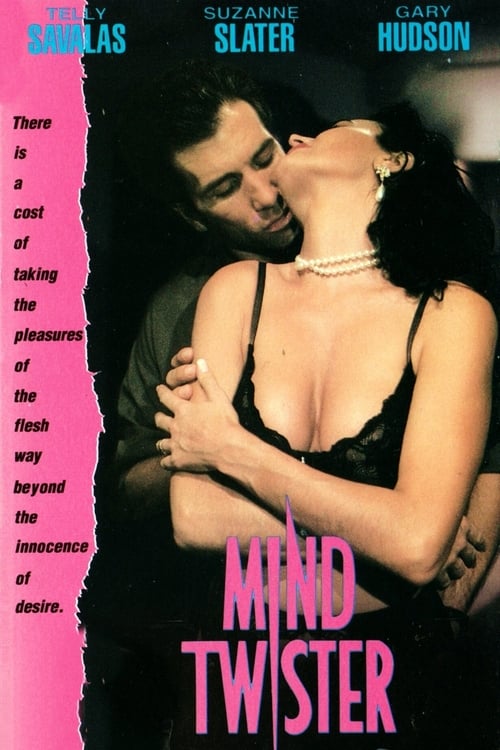 TELLY SUZANNE GARY
SAVALAS SLATER HUDSON
There
is
a
cost
of
taking
the
pleasures
of
the
flesh
way
beyond
the
innocence
of
desire.
MIND
TWISTER